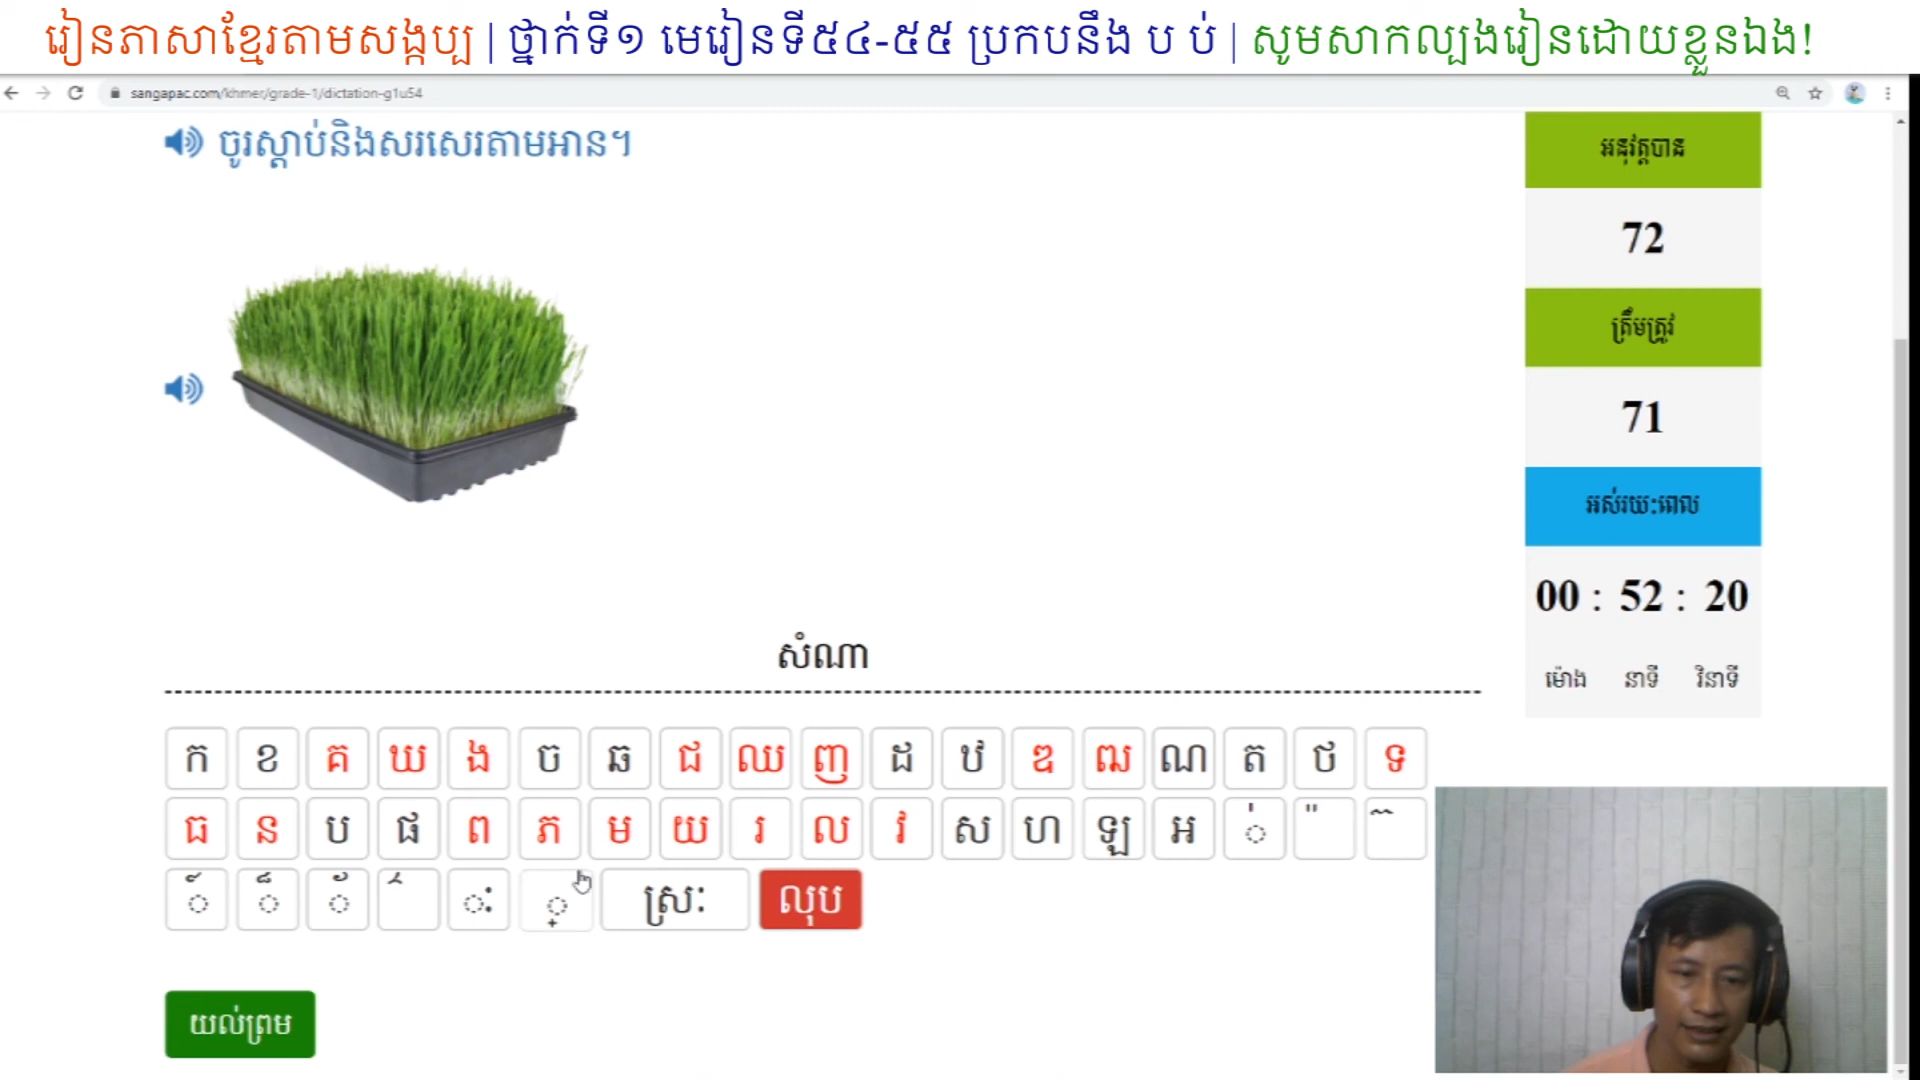 រៀនភាសាខ្មែរតាមសង្កប្ប | ថ្នាក់ទី១ មេរៀនទី៥៤-៥៥ ប្រកបនឹង ប ប់ | សូមសាកល្បងរៀនដោយខ្លួនឯង!
sangapac.com/khmer/grade-1/dictation-g1u54
ចូរស្ដាប់និងសរសេរតាមអាន។
អនុវត្តបាន
72
ត្រឹមត្រូវ
71
អស់រយៈពេល
00 : 52 : 20
ម៉ោង នាទី វិនាទី
សំណា
ក ខ គ ឃ ង ច ឆ ជ ឈ ញ ដ ឋ ឌ ឍ ណ ត ថ ទ
ធ ន ប ផ ព ភ ម យ រ ល វ ស ហ ឡ អ ់ ៉ ៊
៍ ៏ ័ ៌ ះ ្ ស្រៈ លុប
យល់ព្រម